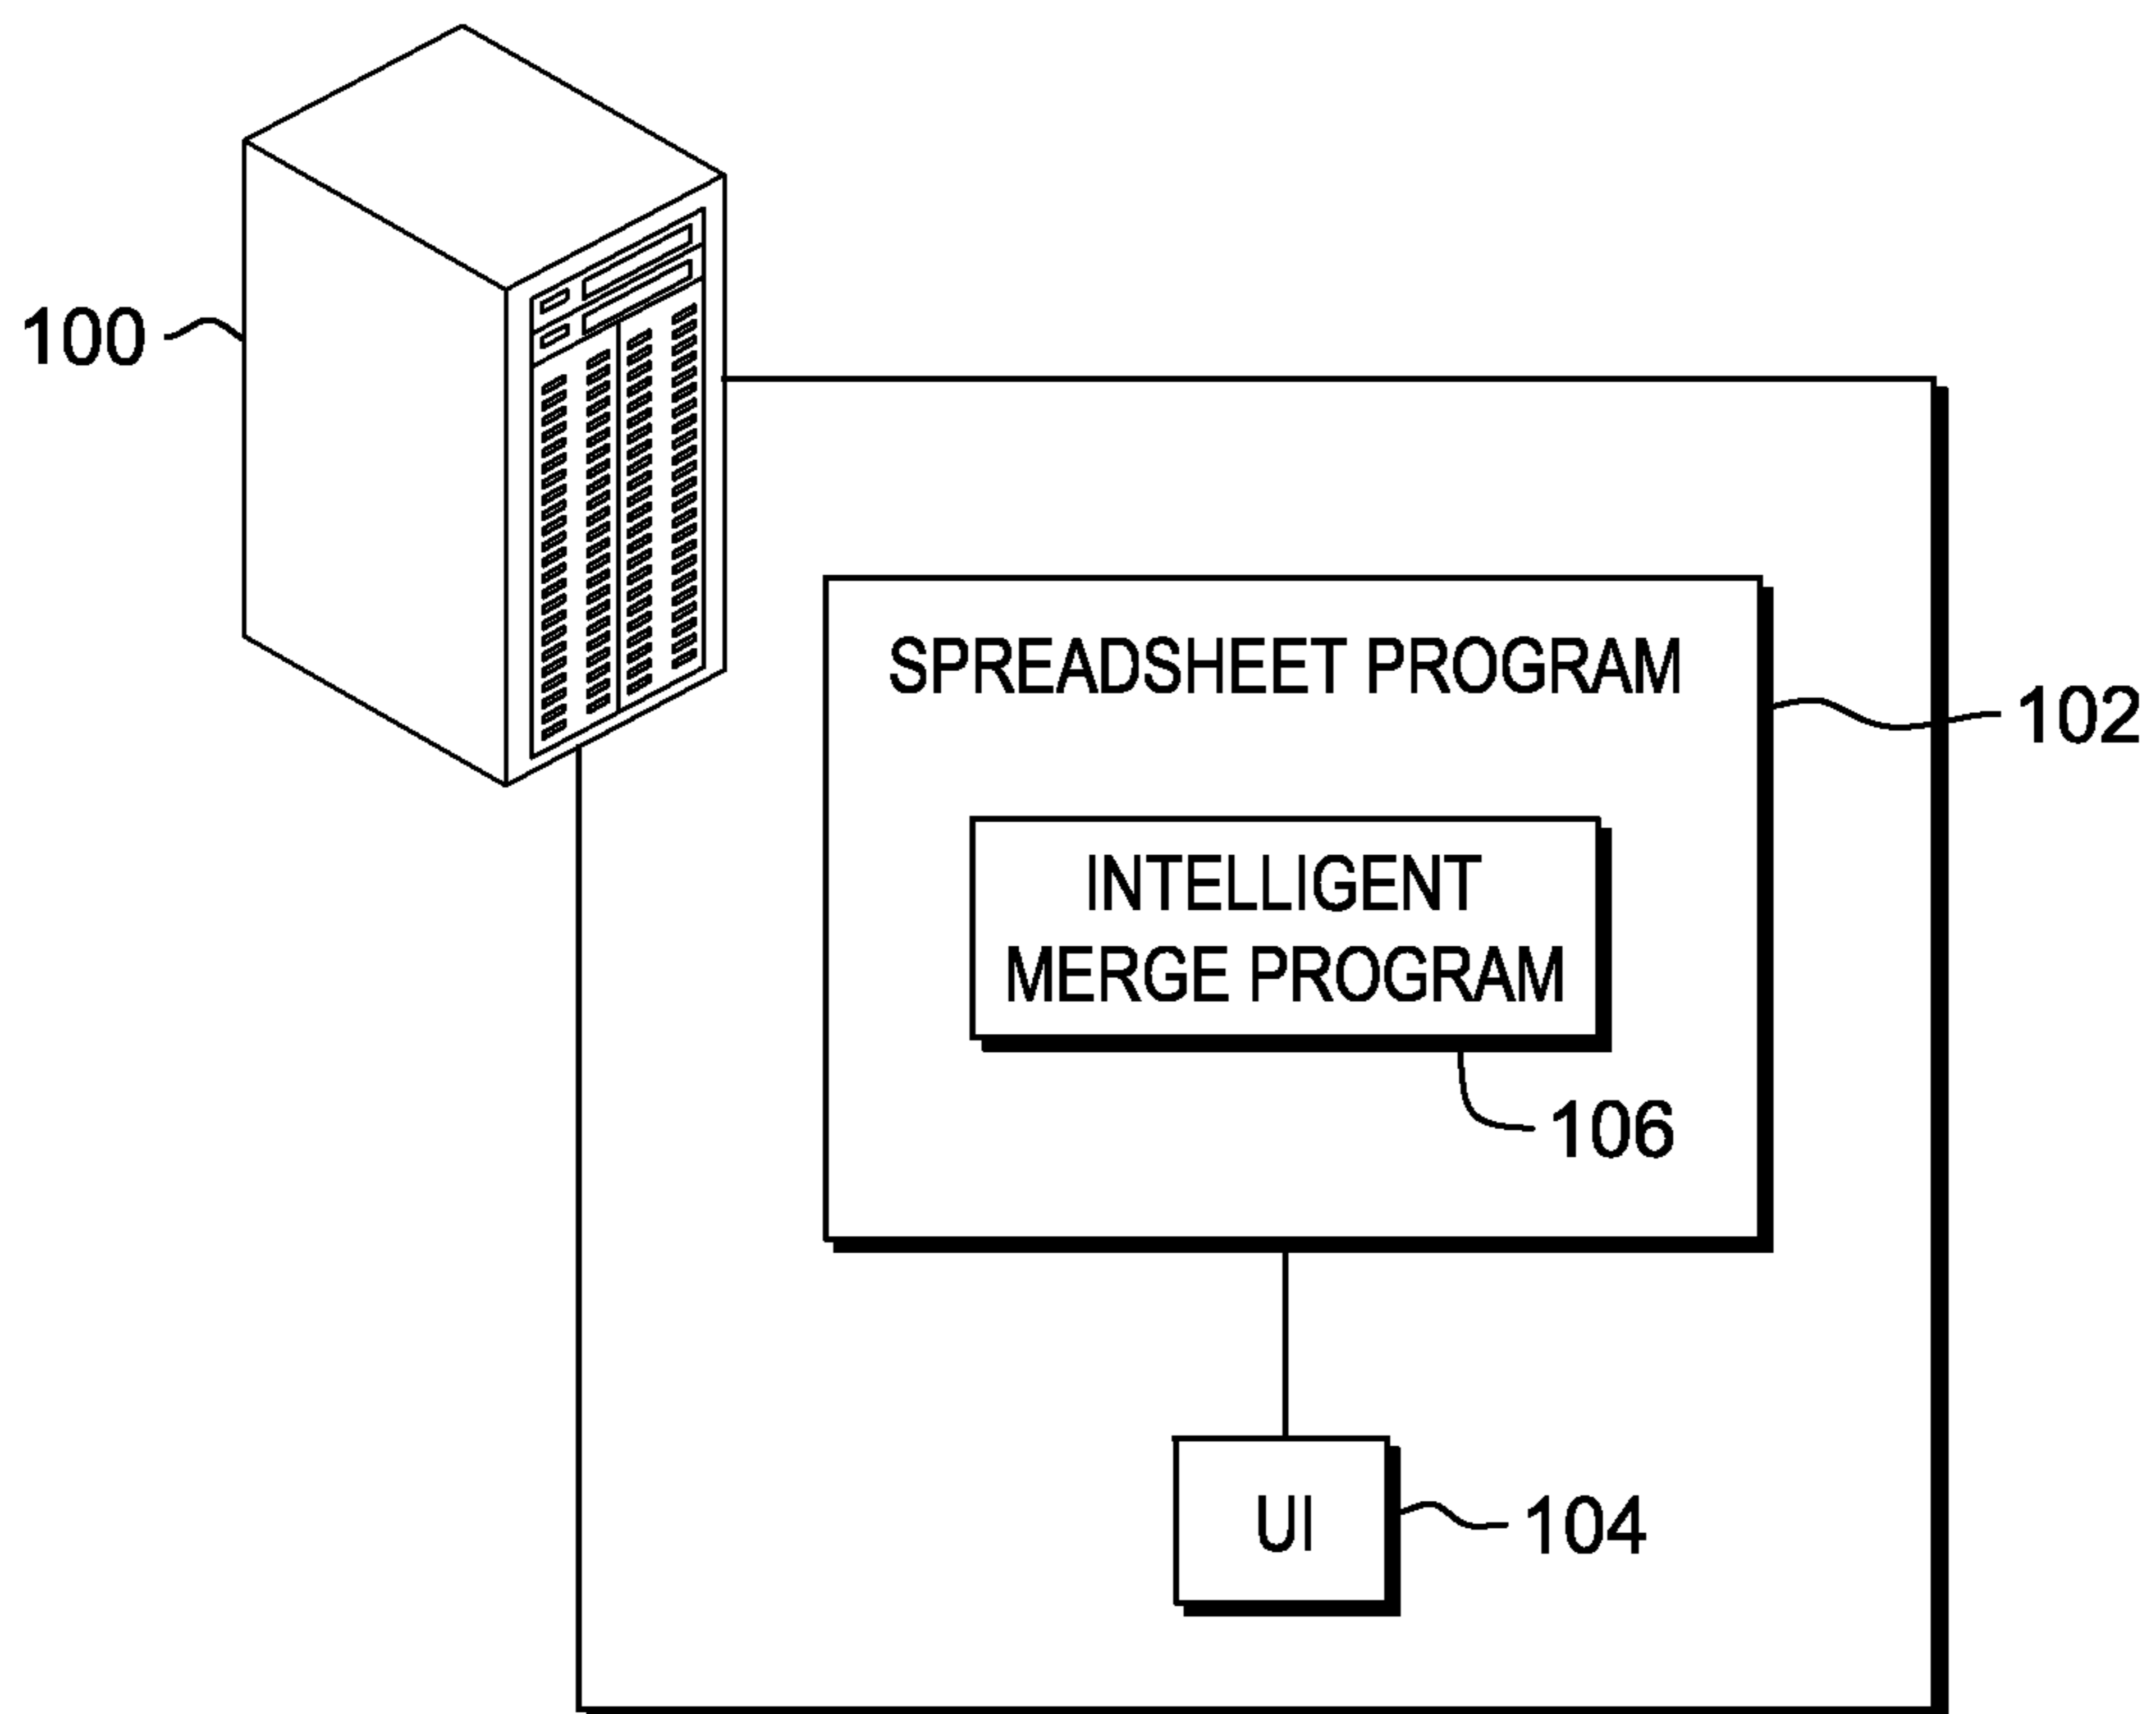 100
SPREADSHEET PROGRAM
102
INTELLIGENT
MERGE PROGRAM
106
UI
104